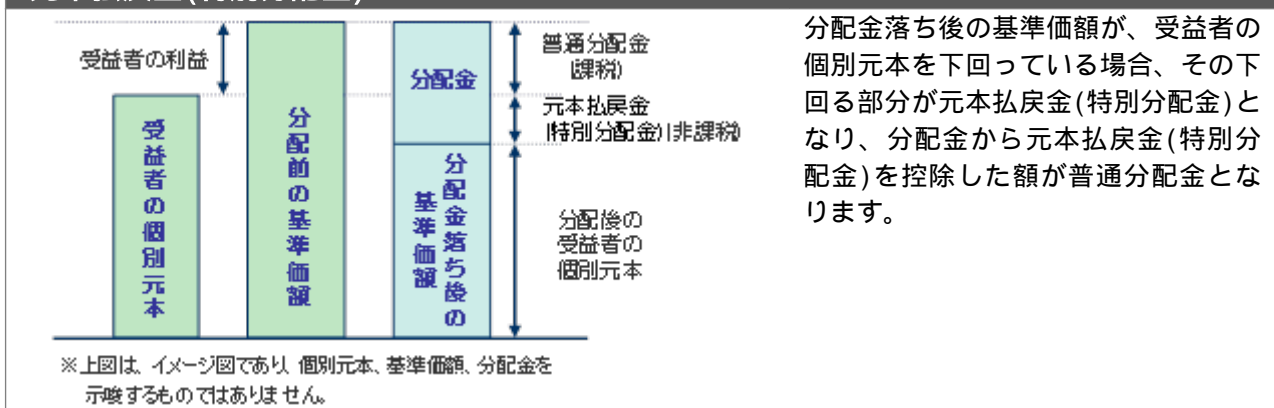 受益者の利益
受益者の個別元本
分配前の基準価額
分配金
分配金落ち後の
基準価額
普通分配金
(課税)
元本払戻金
(特別分配金)(非課税)
分配後の
受益者の
個別元本
※上図は、イメージ図であり、個別元本、基準価額、分配金を
示唆するものではありません。
分配金落ち後の基準価額が、受益者の
個別元本を下回っている場合、その下
回る部分が元本払戻金(特別分配金)と
なり、分配金から元本払戻金(特別分
配金)を控除した額が普通分配金とな
ります。